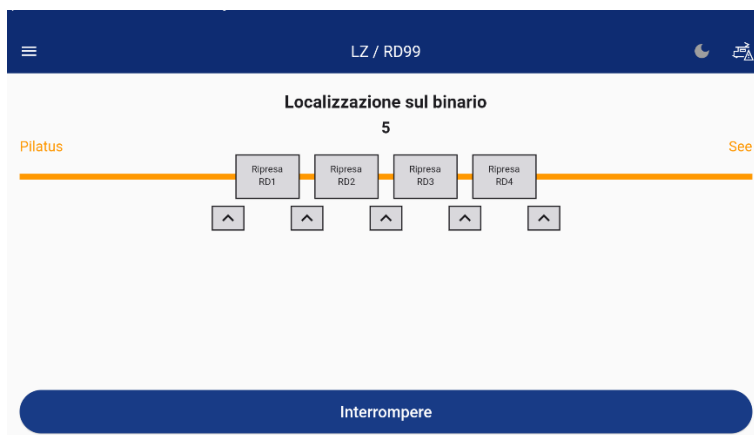 LZ / RD99
Localizzazione sul binario
5
Pilatus
See
Ripresa
RD1
Ripresa
RD2
Ripresa
RD3
Ripresa
RD4
Interrompere